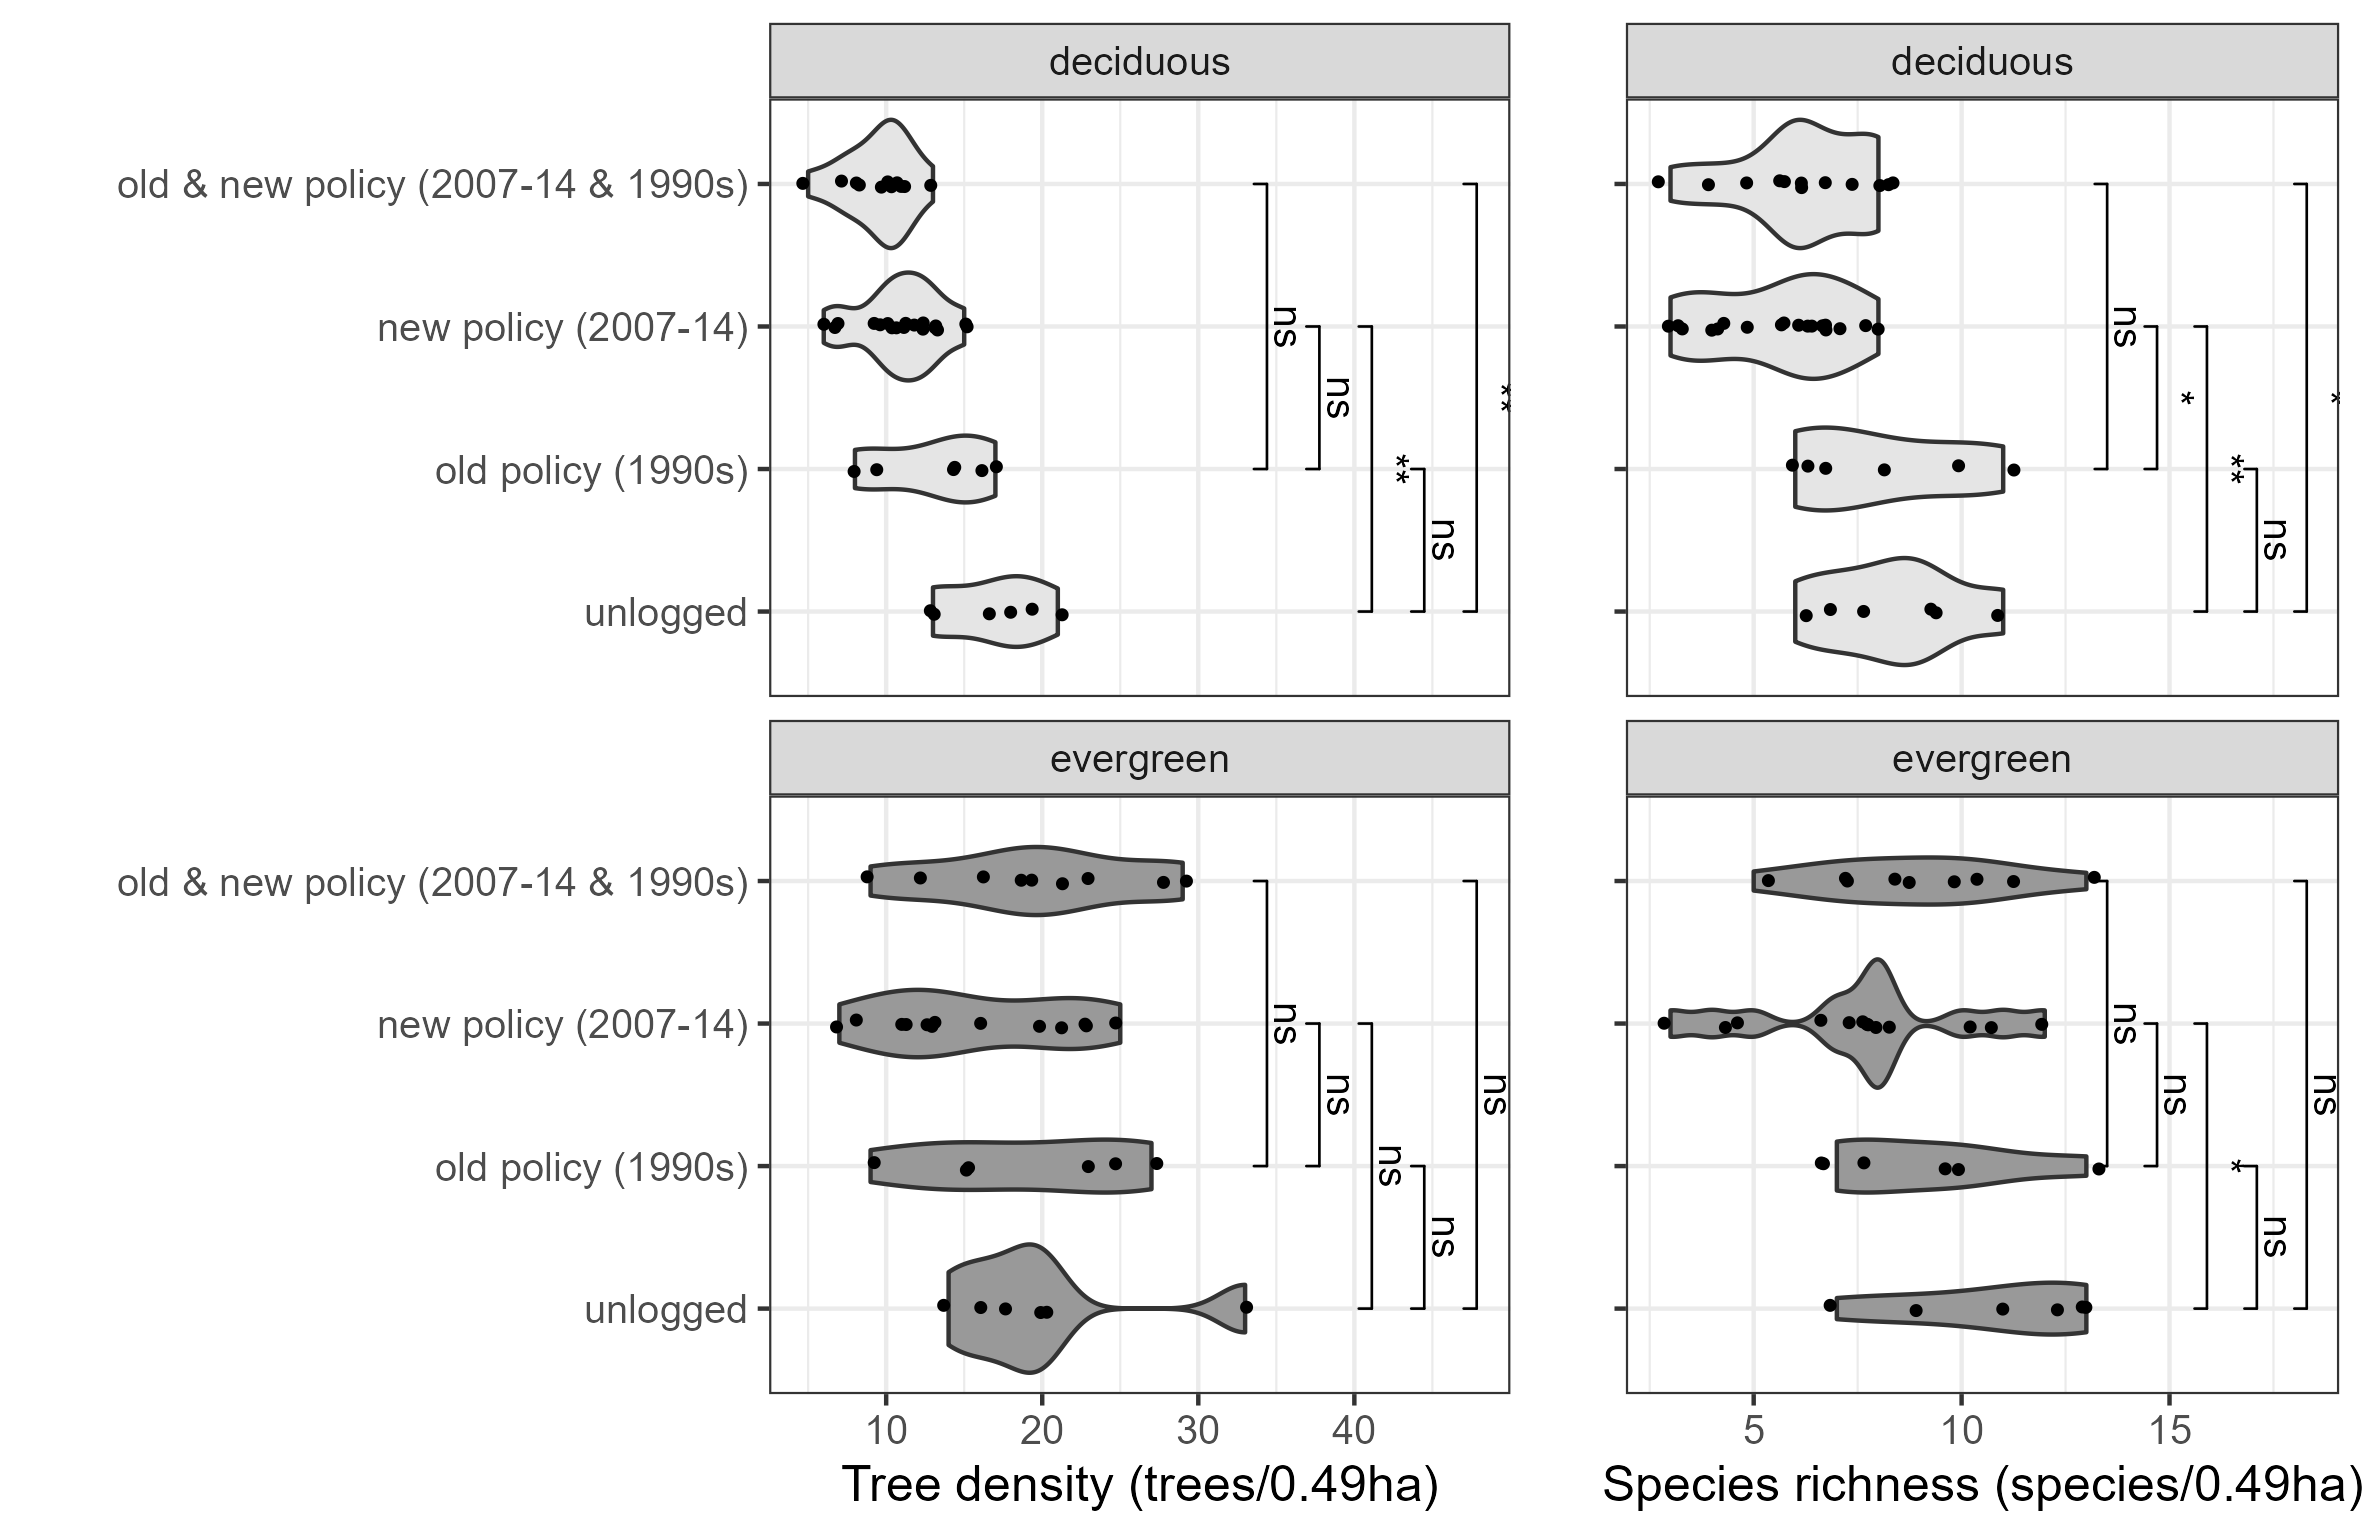 deciduous
deciduous
old & new policy (2007-14 & 1990s)
new policy (2007-14)
old policy (1990s)
unlogged
ns
ns
**
ns
**
ns
*
**
ns
*
evergreen
evergreen
old & new policy (2007-14 & 1990s)
new policy (2007-14)
old policy (1990s)
unlogged
ns
ns
ns
ns
ns
ns
ns
*
ns
ns
10 20 30 40
5 10 15
Tree density (trees/0.49ha)
Species richness (species/0.49ha)